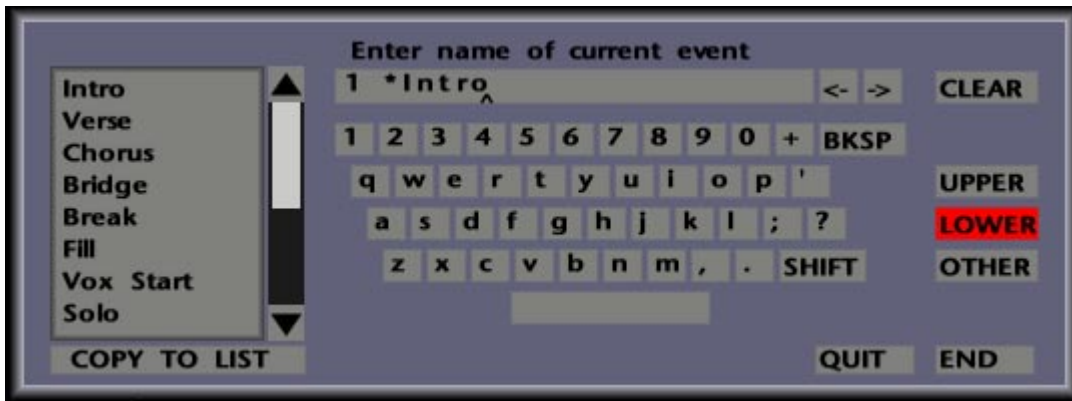 Enter name of current event
1 *Intro
<- -> CLEAR
Intro
Verse
Chorus
Bridge
Break
Fill
Vox Start
Solo
COPY TO LIST
1 2 3 4 5 6 7 8 9 0 + BKSP
q w e r t y u i o p '
a s d f g h j k l ; ?
z x c v b n m , . SHIFT
UPPER
LOWER
OTHER
QUIT END